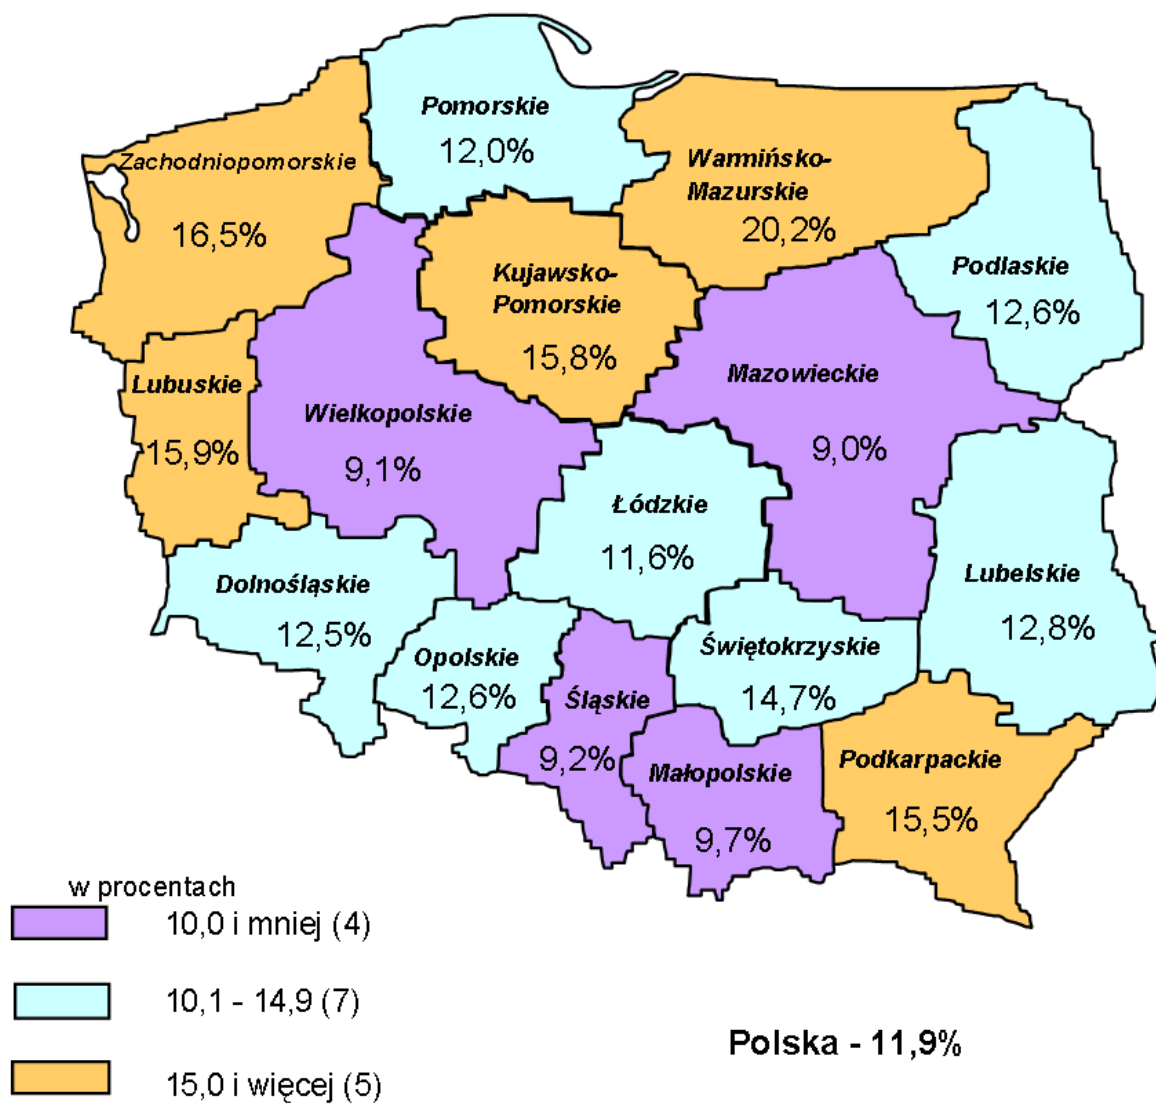 Pomorskie
12,0%
Zachodniopomorskie
16,5%
Warmińsko-
Mazurskie
20,2%
Kujawsko-
Pomorskie
15,8%
Podlaskie
12,6%
Lubuskie
15,9%
Wielkopolskie
9,1%
Mazowieckie
9,0%
Łódzkie
11,6%
Dolnośląskie
12,5%
Opolskie
12,6%
Śląskie
9,2%
Świętokrzyskie
14,7%
Lubelskie
12,8%
Małopolskie
9,7%
Podkarpackie
15,5%
w procentach
10,0 i mniej (4)
10,1 - 14,9 (7)
15,0 i więcej (5)
Polska - 11,9%